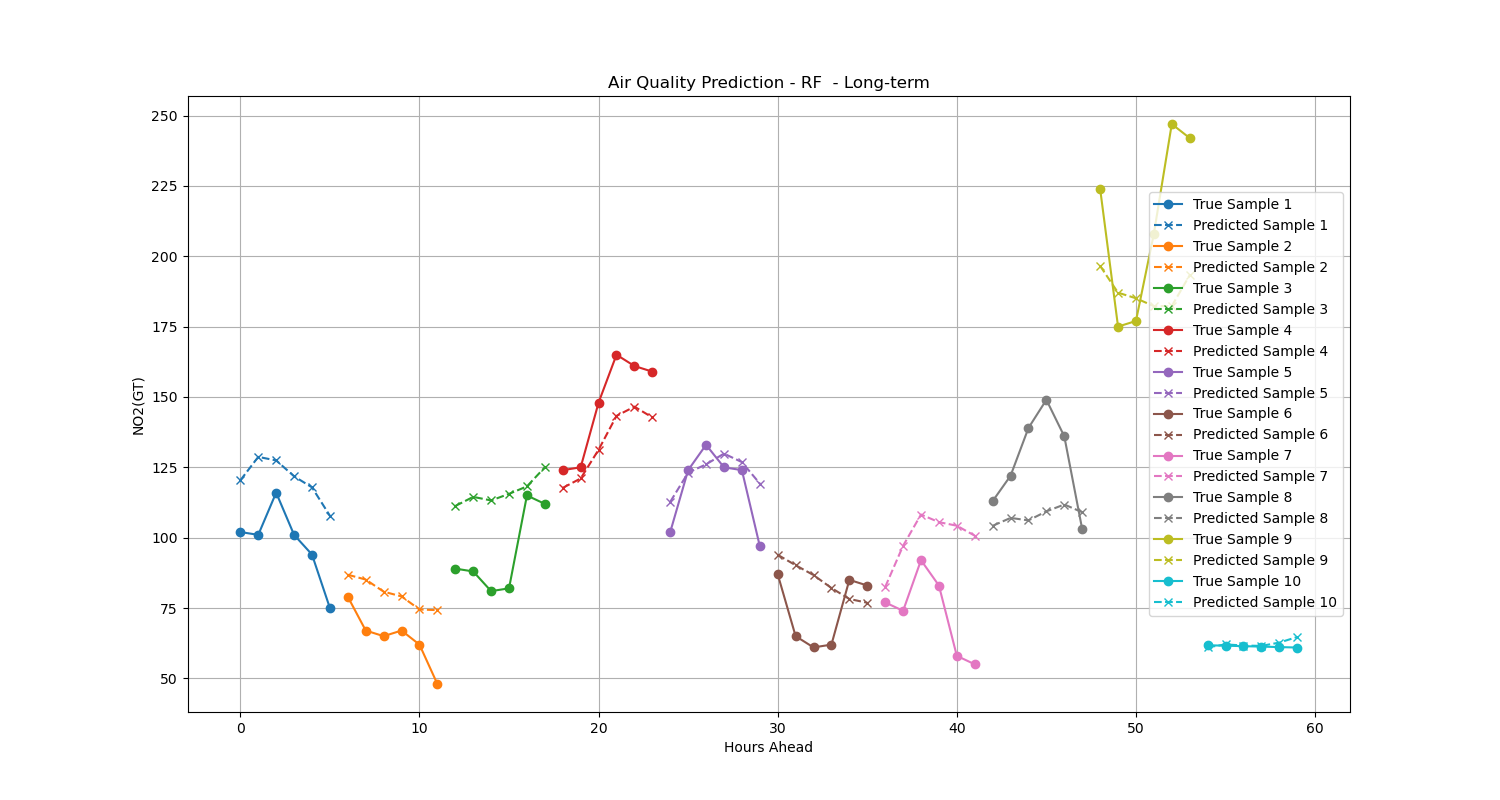 Air Quality Prediction - RF  - Long-term
NO2(GT)
250
225
200
175
150
125
100
75
50
0 10 20 30 40 50 60
Hours Ahead
True Sample 1
Predicted Sample 1
True Sample 2
Predicted Sample 2
True Sample 3
Predicted Sample 3
True Sample 4
Predicted Sample 4
True Sample 5
Predicted Sample 5
True Sample 6
Predicted Sample 6
True Sample 7
Predicted Sample 7
True Sample 8
Predicted Sample 8
True Sample 9
Predicted Sample 9
True Sample 10
Predicted Sample 10